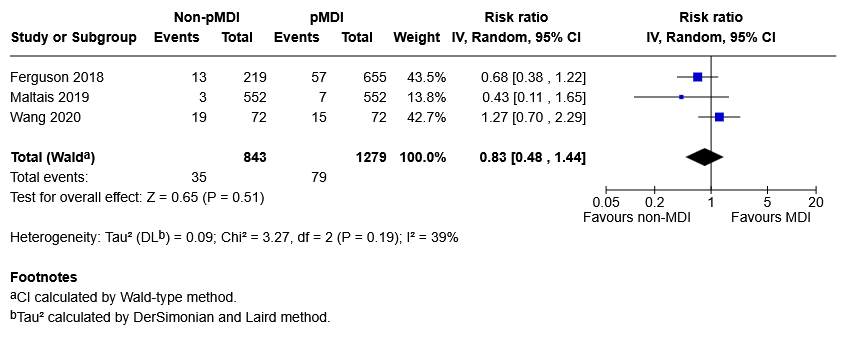 Non-pMDI pMDI Risk ratio Risk ratio
Study or Subgroup Events Total Events Total Weight IV, Random, 95% CI IV, Random, 95% CI
Ferguson 2018 13 219 57 655 43.5% 0.68 [0.38 , 1.22]
Maltais 2019 3 552 7 552 13.8% 0.43 [0.11 , 1.65]
Wang 2020 19 72 15 72 42.7% 1.27 [0.70 , 2.29]
Total (Waldᵃ) 843 1279 100.0% 0.83 [0.48 , 1.44]
Total events: 35 79
Test for overall effect: Z = 0.65 (P = 0.51)
0.05 0.2 1 5 20
Favours non-MDI Favours MDI
Heterogeneity: Tau² (DLᵇ) = 0.09; Chi² = 3.27, df = 2 (P = 0.19); I² = 39%
Footnotes
ᵃCI calculated by Wald-type method.
ᵇTau² calculated by DerSimonian and Laird method.